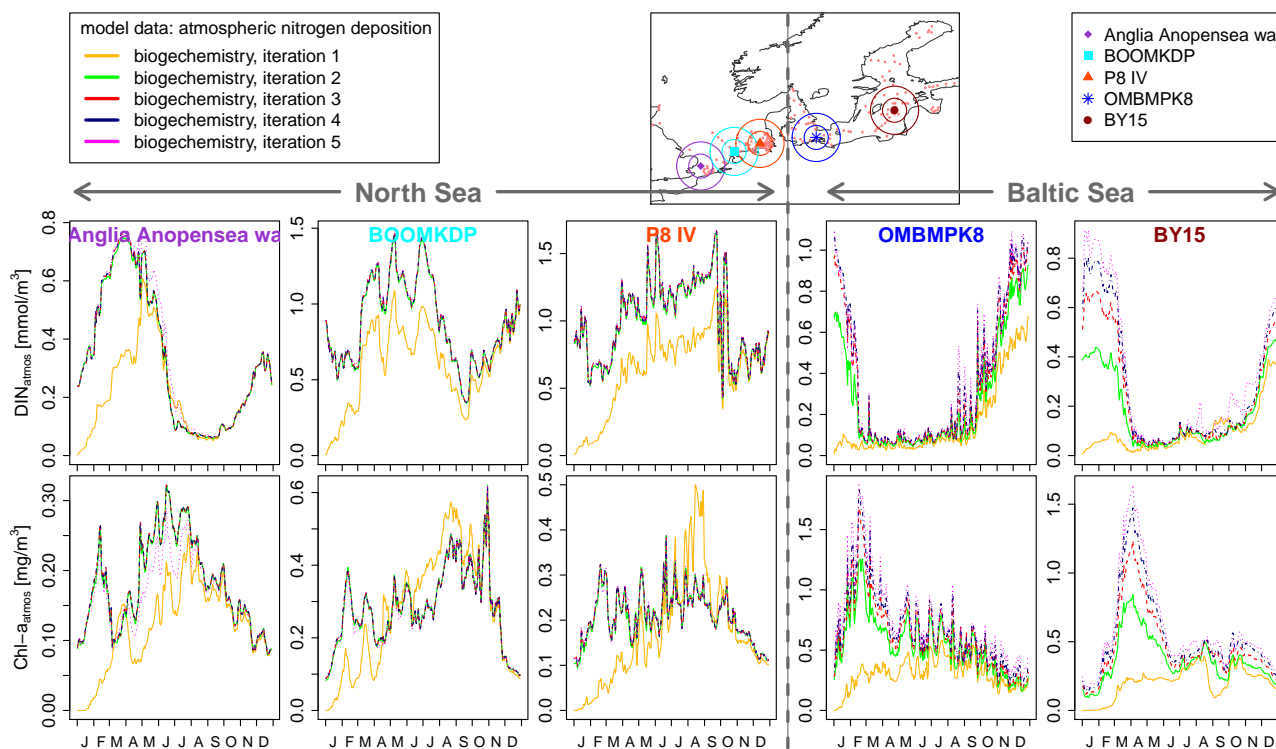 model data: atmospheric nitrogen deposition
biogechemistry, iteration 1
biogechemistry, iteration 2
biogechemistry, iteration 3
biogechemistry, iteration 4
biogechemistry, iteration 5
Anglia Anopensea wa
BOOMKDP
P8 IV
OMBMPK8
BY15
North Sea
Baltic Sea
Anglia Anopensea wa
BOOMKDP
P8 IV
OMBMPK8
BY15
DINatmos [mmol/m³]
0.0 0.2 0.4 0.6 0.8
0.0 0.5 1.0 1.5
0.0 0.5 1.0 1.5
0.0 0.2 0.4 0.6 0.8 1.0
0.0 0.2 0.4 0.6 0.8
Chl−aatmos [mg/m³]
0.00 0.10 0.20 0.30
0.0 0.2 0.4 0.6
0.0 0.1 0.2 0.3 0.4 0.5
0.0 0.5 1.0 1.5
0.0 0.5 1.0 1.5
J F M A M J J A S O N D
J F M A M J J A S O N D
J F M A M J J A S O N D
J F M A M J J A S O N D
J F M A M J J A S O N D